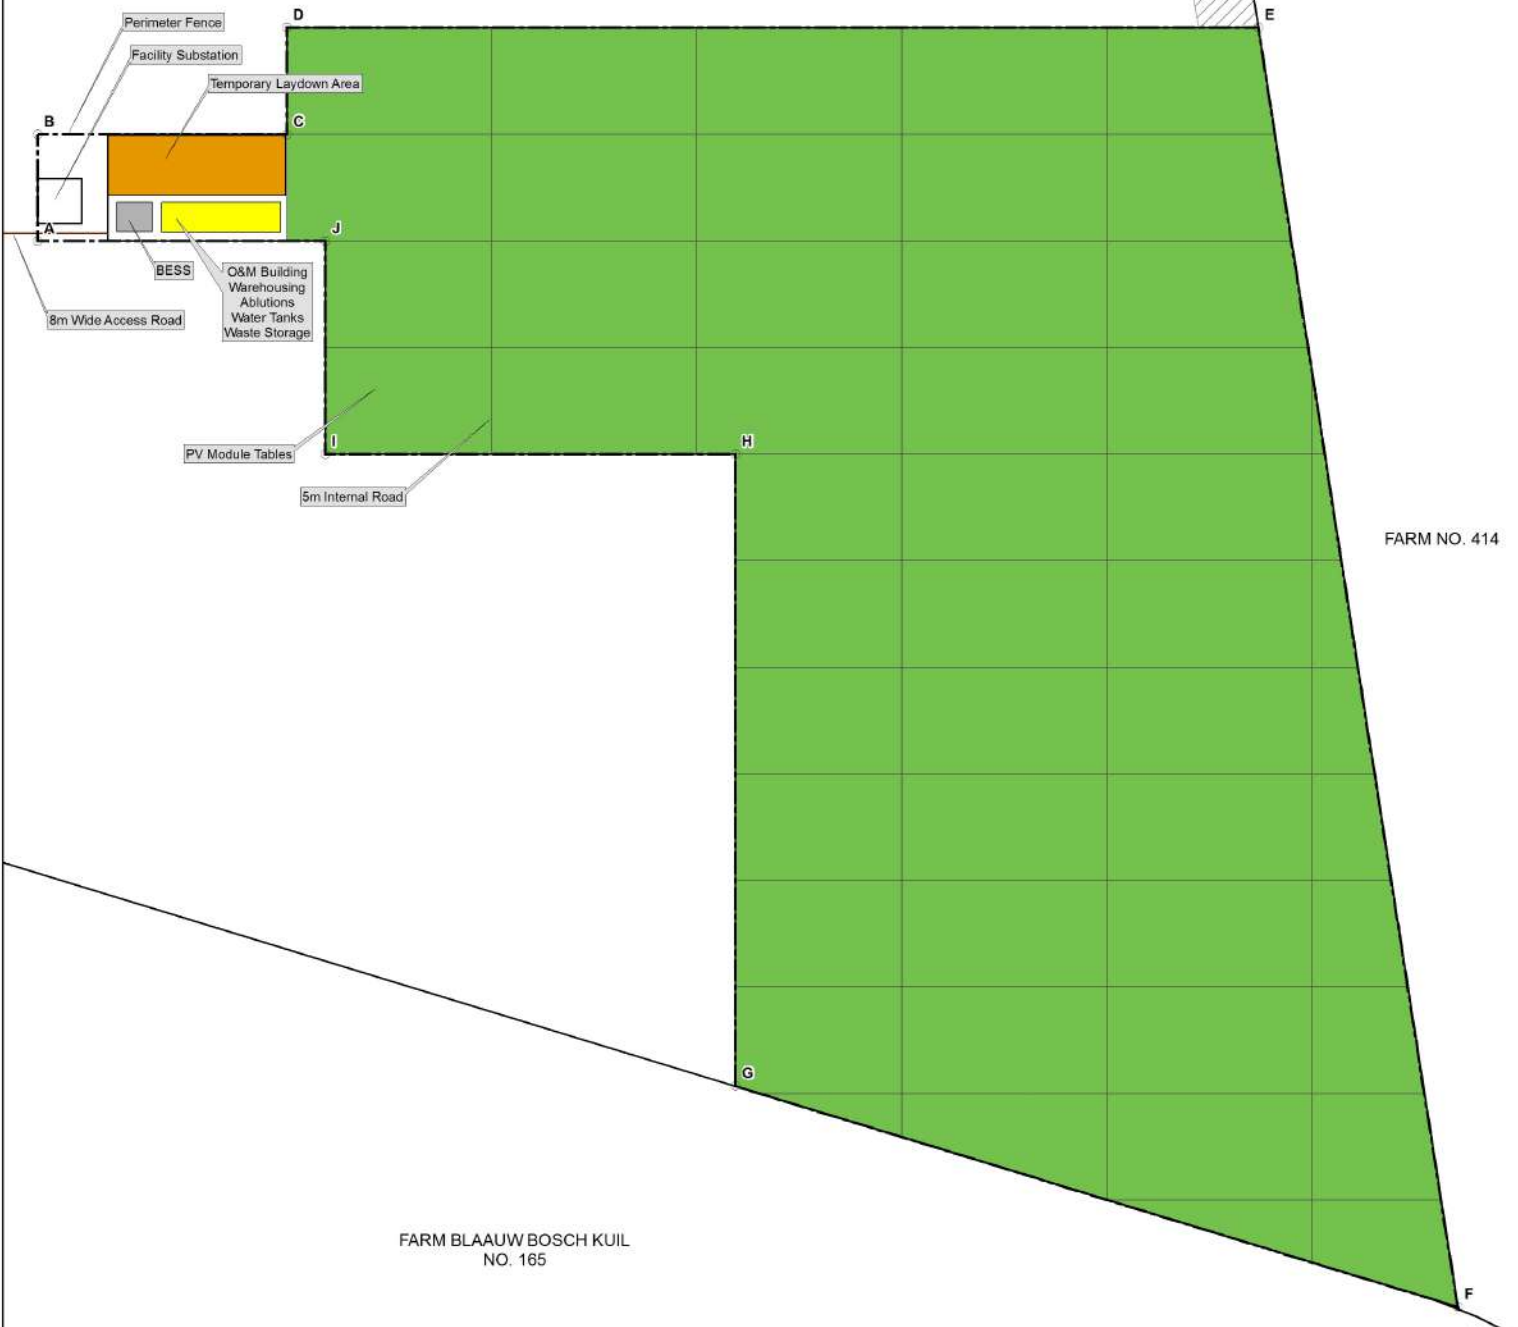 D
E
Perimeter Fence
Facility Substation
Temporary Laydown Area
B
C
A
J
BESS
O&M Building
Warehousing
Ablutions
Water Tanks
Waste Storage
8m Wide Access Road
I
H
PV Module Tables
5m Internal Road
FARM NO. 414
G
FARM BLAAUW BOSCH KUIL
NO. 165
F